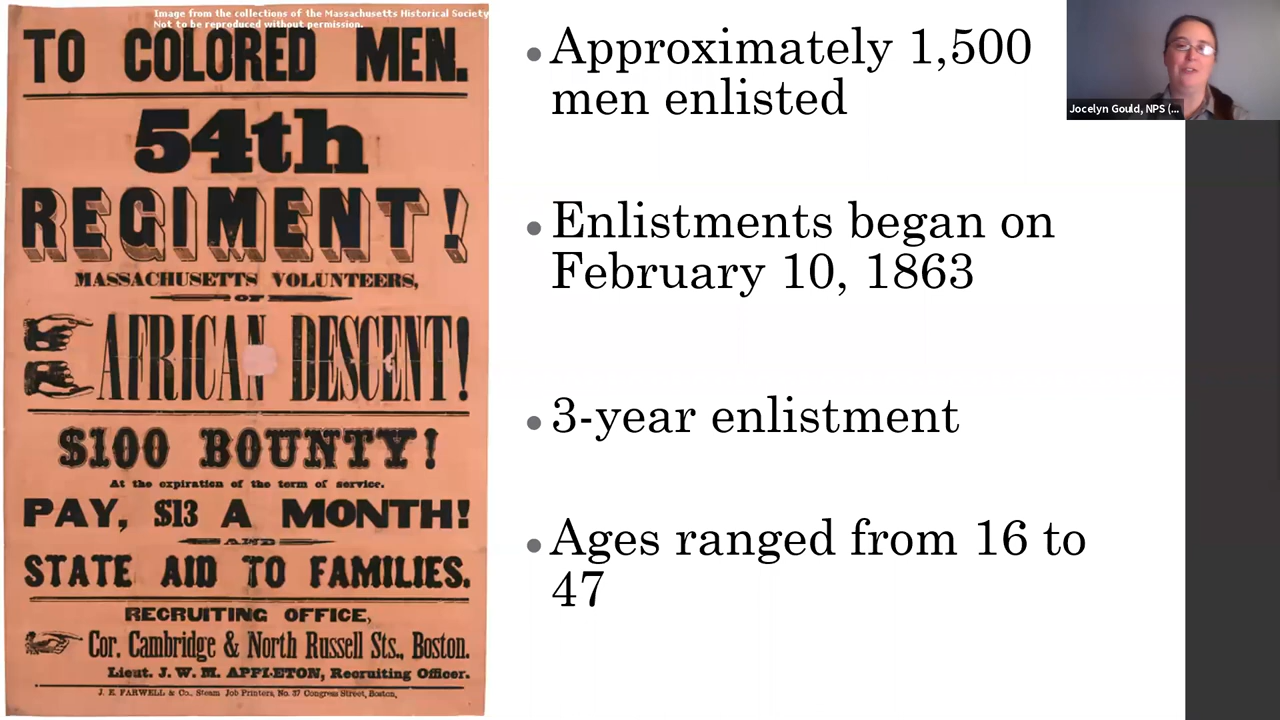 Image from the collections of the Massachusetts Historical Society
Not to be reproduced without permission.
TO COLORED MEN.
54th
REGIMENT!
MASSACHUSETTS VOLUNTEERS,
OF
AFRICAN DESCENT!
$100 BOUNTY!
At the expiration of the term of service.
PAY, $13 A MONTH!
AND
STATE AID TO FAMILIES.
RECRUITING OFFICE,
Cor. Cambridge & North Russell Sts., Boston.
Lieut. J. W. M. APPLETON, Recruiting Officer.
J. E. FARWELL & Co., Steam Job Printers, No. 37 Congress Street, Boston,
• Approximately 1,500
men enlisted
• Enlistments began on
February 10, 1863
• 3-year enlistment
• Ages ranged from 16 to
47
Jocelyn Gould, NPS (...